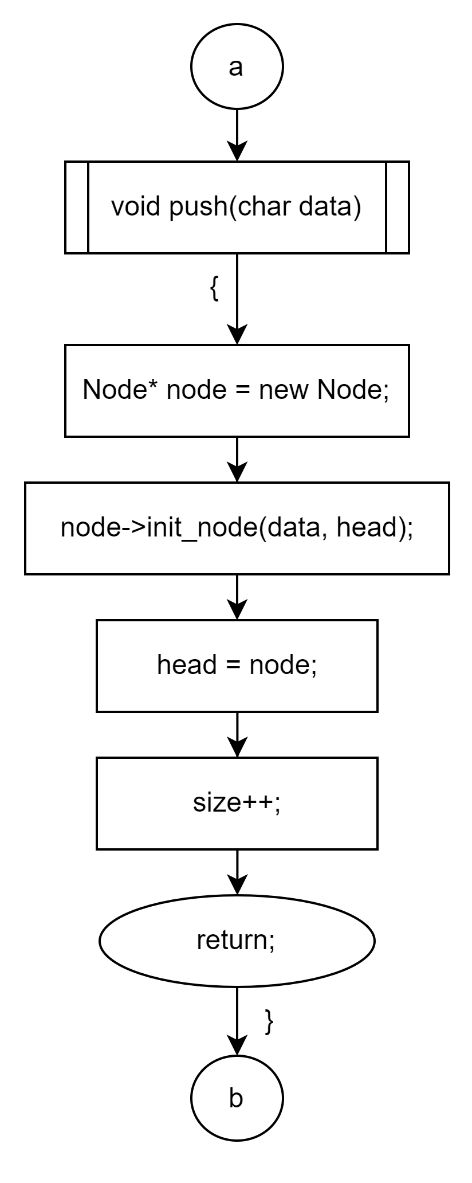 a
void push(char data)
{
Node* node = new Node;
node->init_node(data, head);
head = node;
size++;
return;
}
b